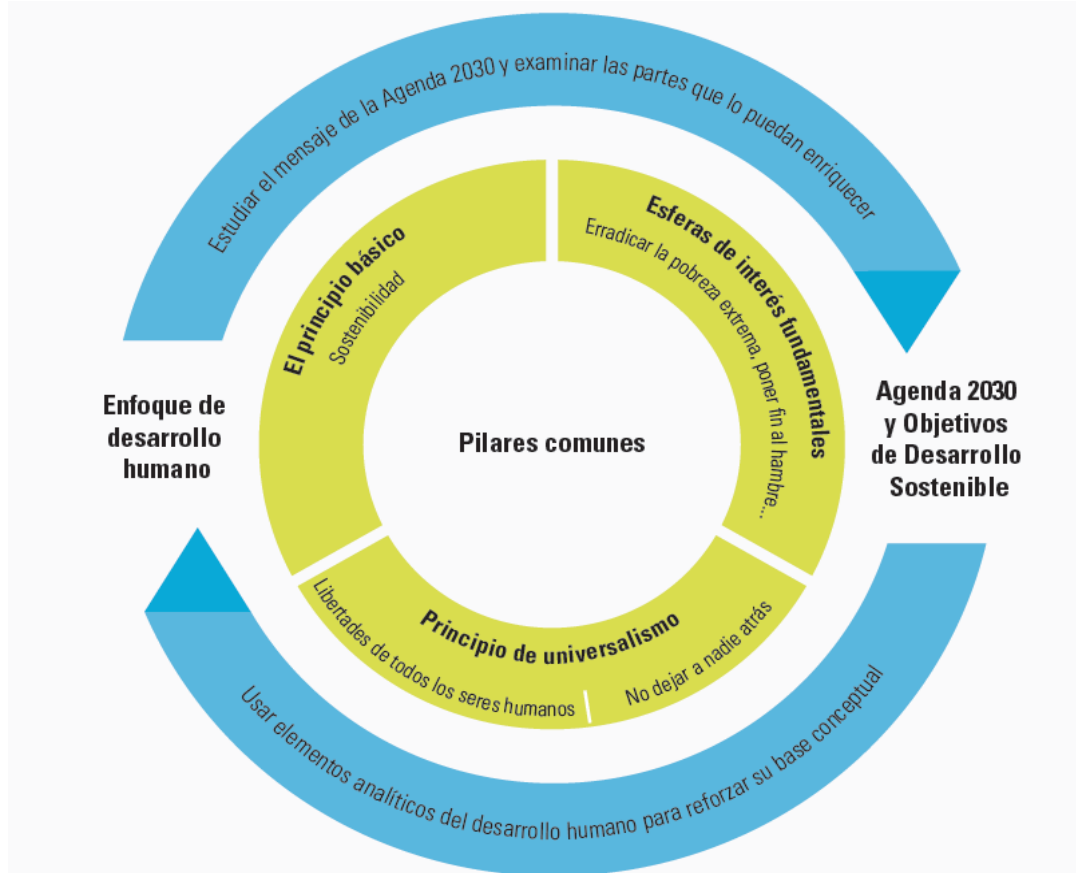 Estudiar el mensaje de la Agenda 2030 y examinar las partes que lo puedan enriquecer
El principio básico
Sostenibilidad
Esferas de interés fundamentales
Erradicar la pobreza extrema, poner fin al hambre...
Enfoque de
desarrollo
humano
Pilares comunes
Agenda 2030
y Objetivos
de Desarrollo
Sostenible
Principio de universalismo
Libertades de todos los seres humanos
No dejar a nadie atrás
Usar elementos analíticos del desarrollo humano para reforzar su base conceptual